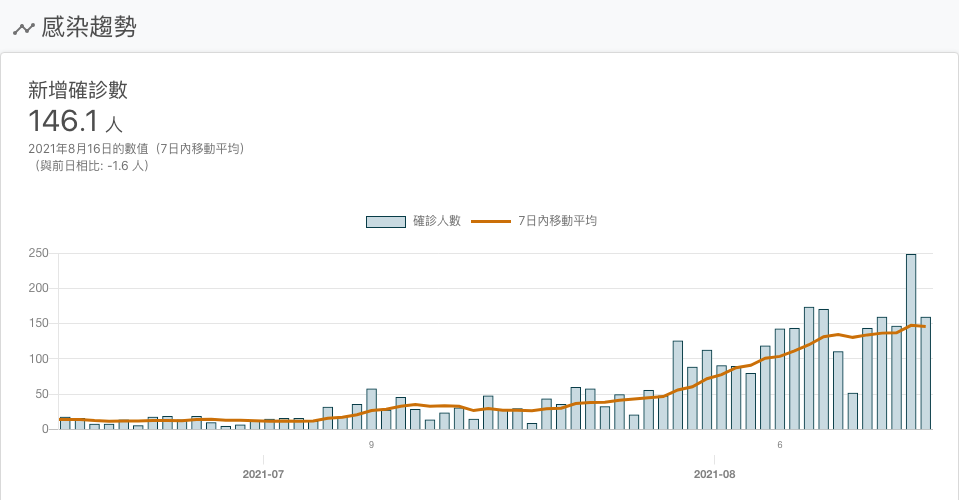 感染趨勢
新增確診數
146.1 人
2021年8月16日的數值（7日內移動平均）
（與前日相比: -1.6 人）
確診人數 7日內移動平均
250
200
150
100
50
0
9 6
2021-07 2021-08